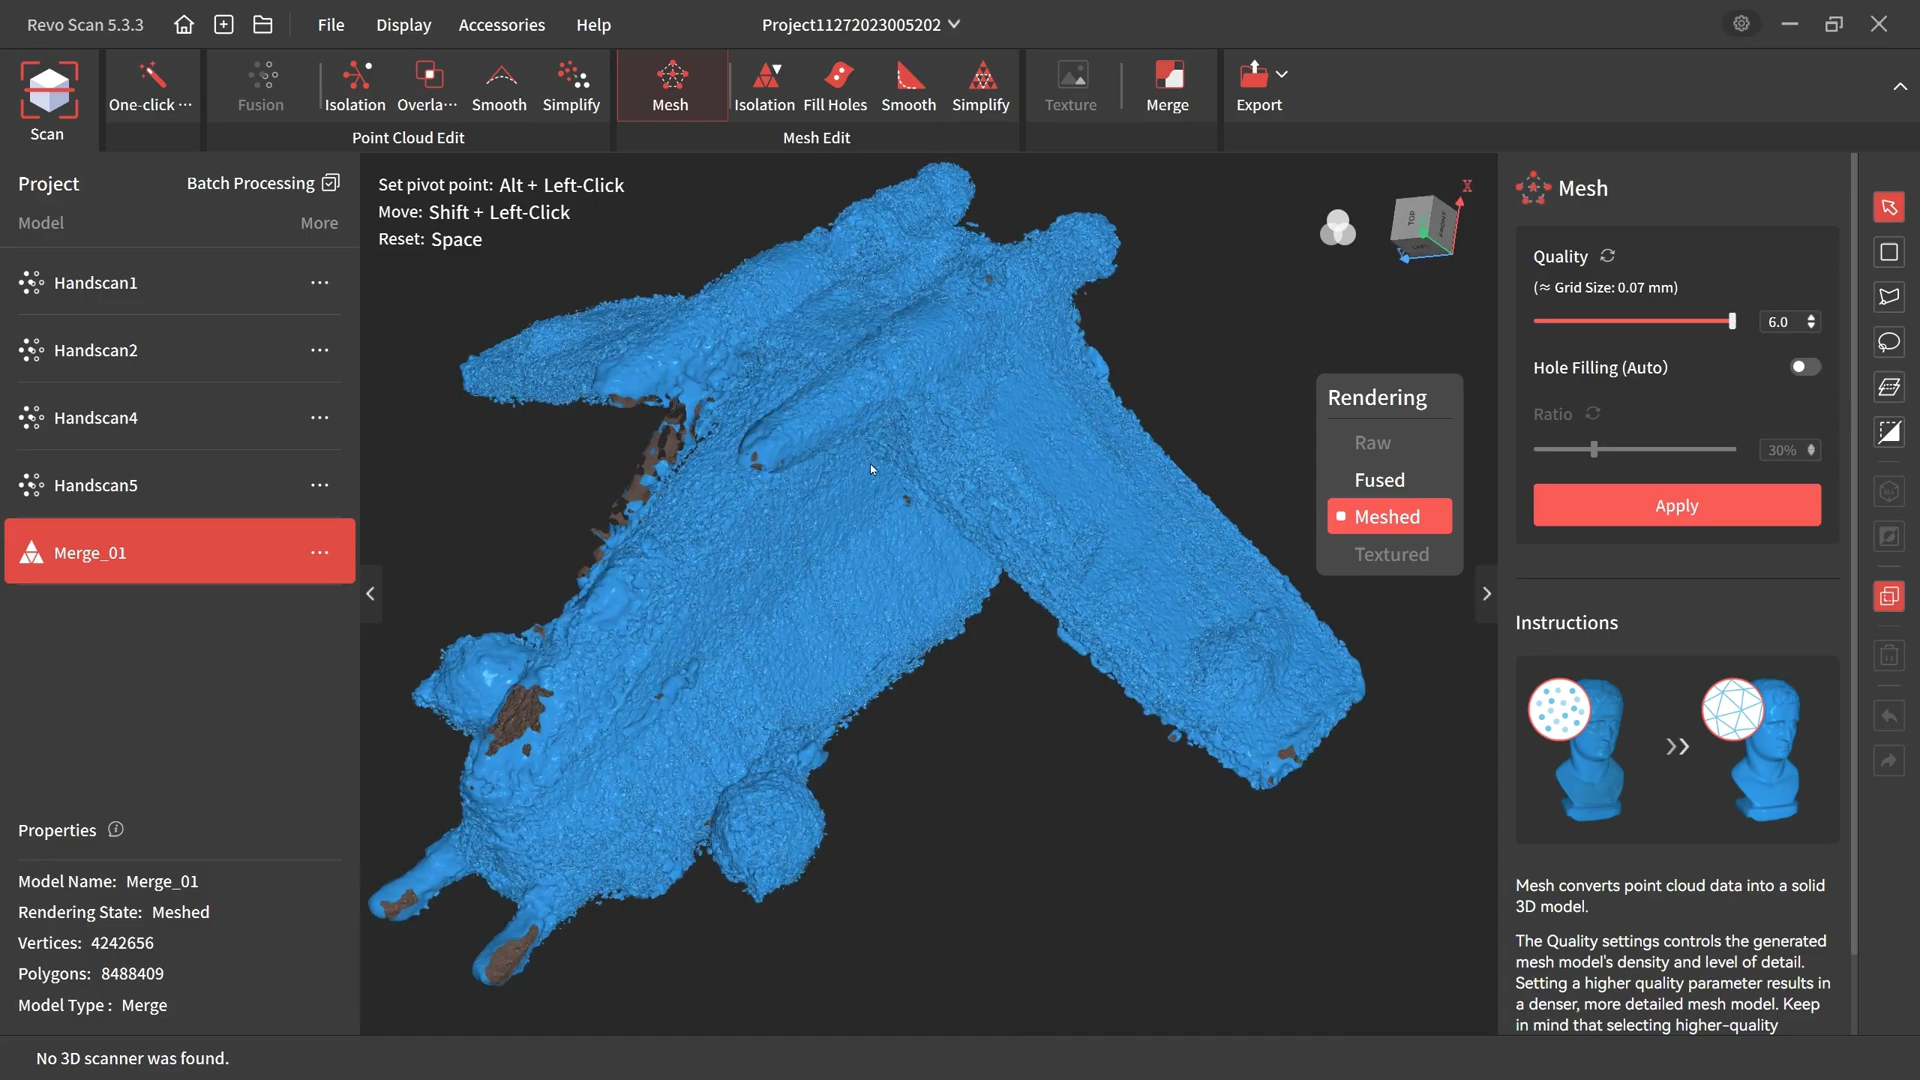 Revo Scan 5.3.3
File
Display
Accessories
Help
Project11272023005202
Scan
One-click ···
Fusion
Isolation
Overla···
Smooth
Simplify
Point Cloud Edit
Mesh
Isolation
Fill Holes
Smooth
Simplify
Mesh Edit
Texture
Merge
Export
Project
Batch Processing
Model
More
Handscan1
Handscan2
Handscan4
Handscan5
Merge_01
Properties
Model Name: Merge_01
Rendering State: Meshed
Vertices: 4242656
Polygons: 8488409
Model Type : Merge
No 3D scanner was found.
Set pivot point: Alt + Left-Click
Move: Shift + Left-Click
Reset: Space
X
TOP
FRONT
Rendering
Raw
Fused
Meshed
Textured
Mesh
Quality
(≈ Grid Size: 0.07 mm)
6.0
Hole Filling (Auto)
Ratio
30%
Apply
Instructions
Mesh converts point cloud data into a solid
3D model.
The Quality settings controls the generated
mesh model's density and level of detail.
Setting a higher quality parameter results in
a denser, more detailed mesh model. Keep
in mind that selecting higher-quality